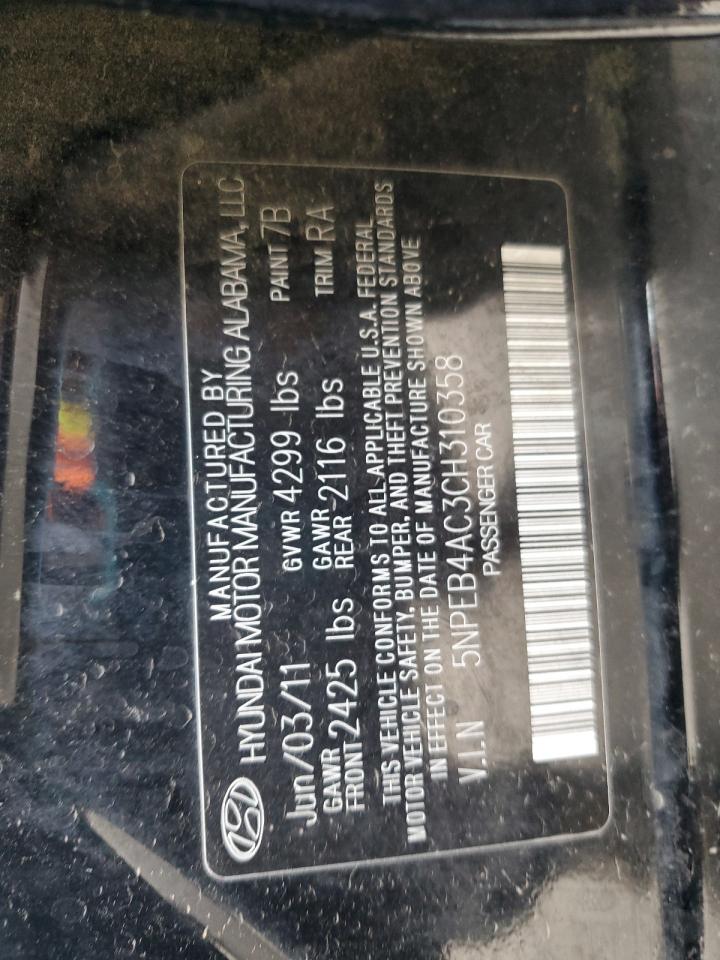 MANUFACTURED BY
HYUNDAI MOTOR MANUFACTURING ALABAMA, LLC
Jun/03/11 GVWR 4299 lbs PAINT 7B
GAWR FRONT 2425 lbs GAWR REAR 2116 lbs TRIM RA
THIS VEHICLE CONFORMS TO ALL APPLICABLE U.S.A. FEDERAL
MOTOR VEHICLE SAFETY, BUMPER, AND THEFT PREVENTION STANDARDS
IN EFFECT ON THE DATE OF MANUFACTURE SHOWN ABOVE
V.I.N 5NPEB4AC3CH310358
PASSENGER CAR